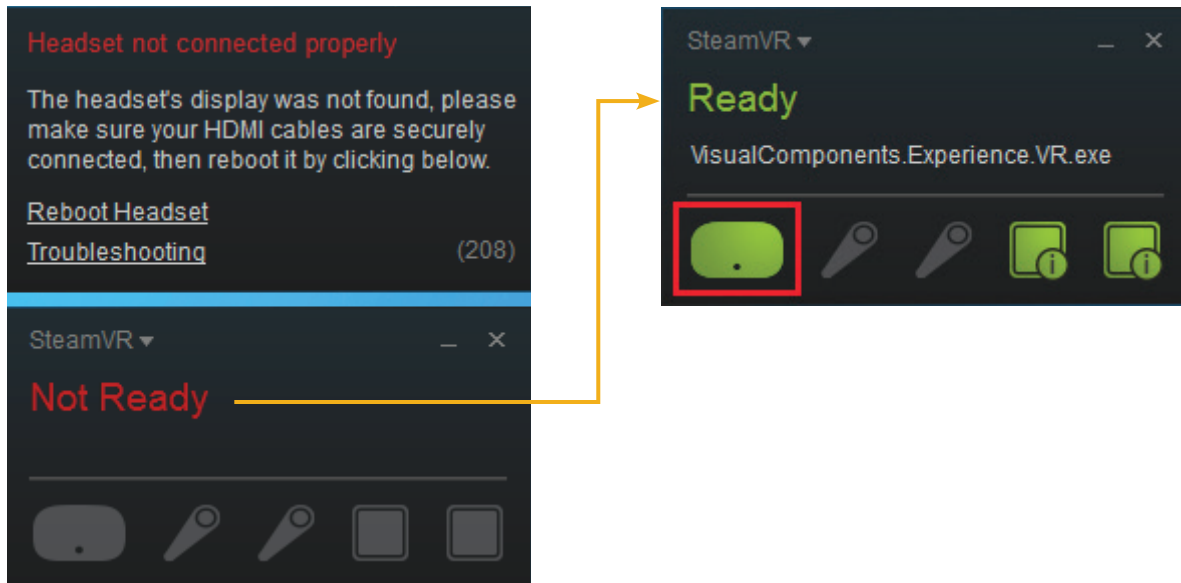 Headset not connected properly
The headset's display was not found, please
make sure your HDMI cables are securely
connected, then reboot it by clicking below.
Reboot Headset
Troubleshooting (208)
SteamVR
Not Ready
SteamVR
Ready
VisualComponents.Experience.VR.exe